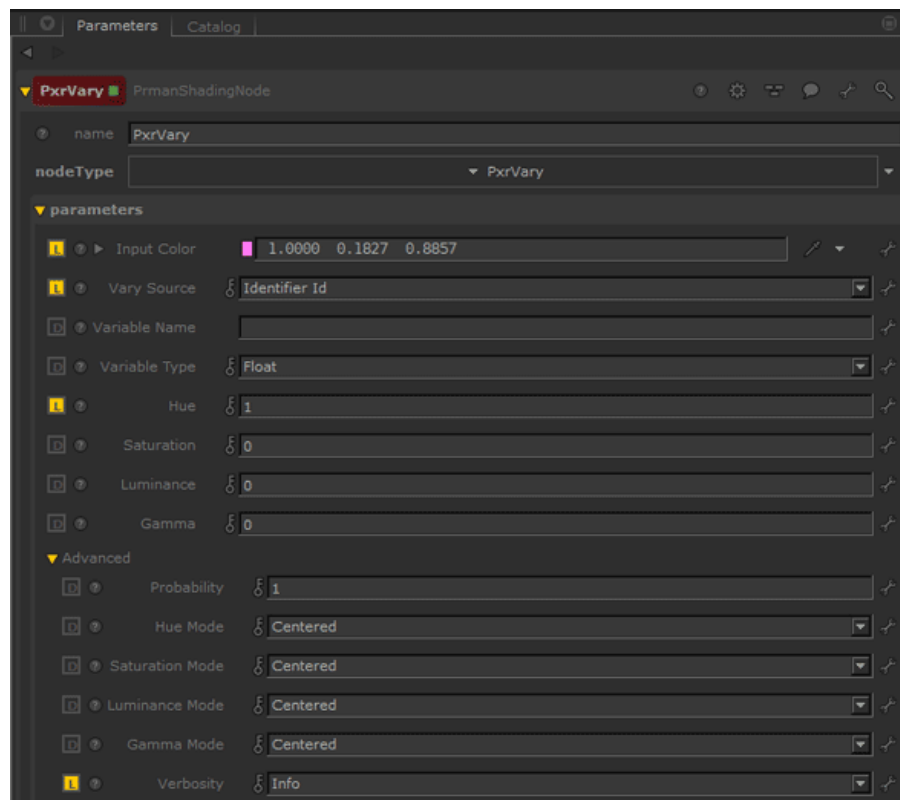 Parameters Catalog
PxrVary PrmanShadingNode
name PxrVary
nodeType PxrVary
parameters
L Input Color 1.0000 0.1827 0.8857
L Vary Source Identifier Id
D Variable Name
D Variable Type Float
L Hue 1
D Saturation 0
D Luminance 0
D Gamma 0
Advanced
D Probability 1
D Hue Mode Centered
D Saturation Mode Centered
D Luminance Mode Centered
D Gamma Mode Centered
L Verbosity Info